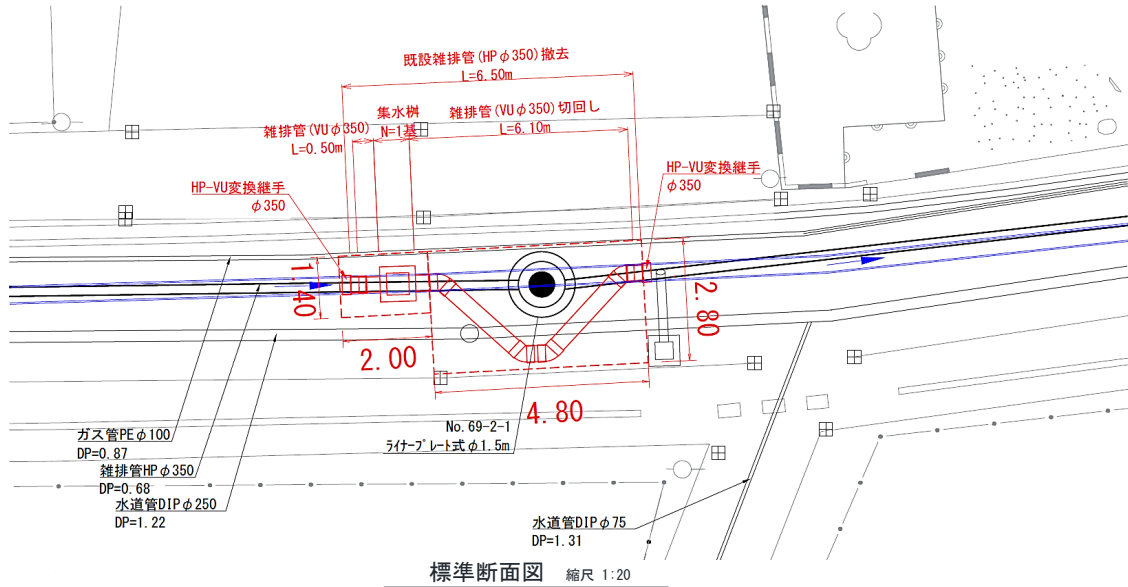 既設雑排管(HPφ350)撤去
L=6.50m
集水桝
N=1基
雑排管(VUφ350)切回し
L=6.10m
雑排管(VUφ350)
L=0.50m
HP-VU変換継手
φ350
HP-VU変換継手
φ350
1.40
2.80
2.00
4.80
No.69-2-1
ライナープレート式φ1.5m
ガス管PEφ100
DP=0.87
雑排管HPφ350
DP=0.68
水道管DIPφ250
DP=1.22
水道管DIPφ75
DP=1.31
標準断面図 縮尺 1:20